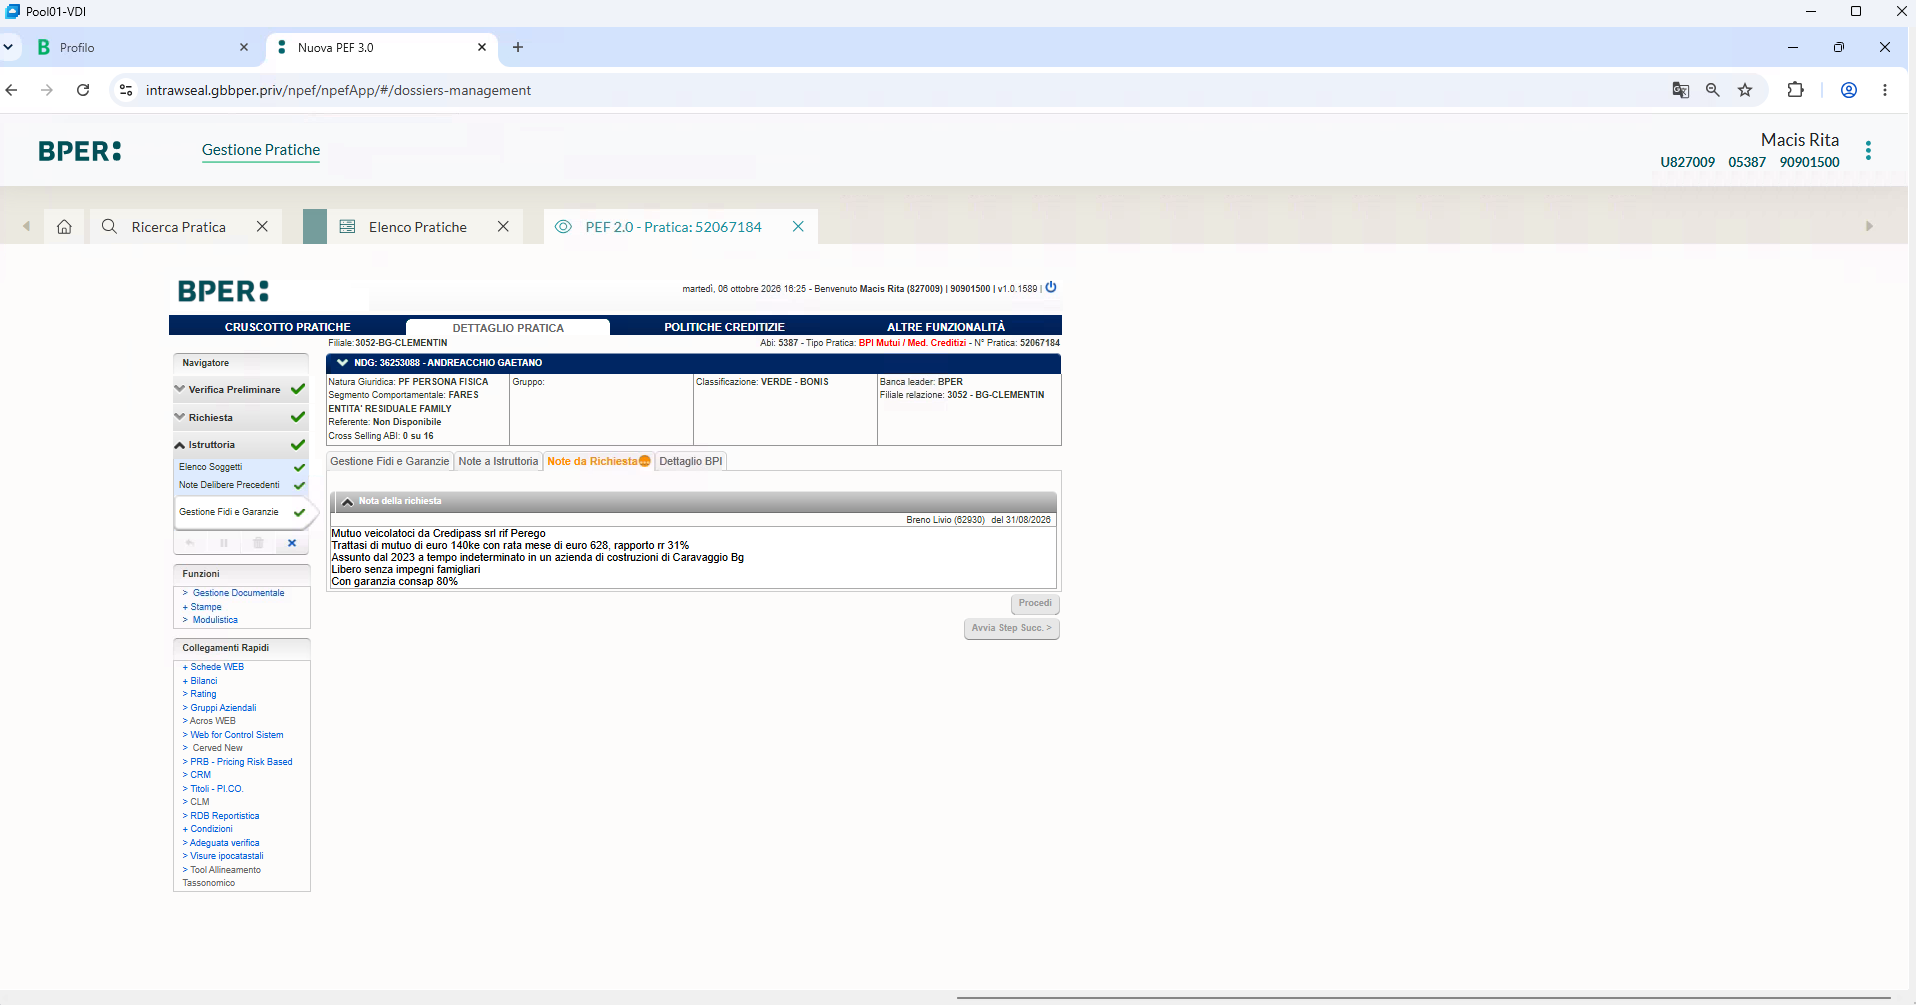 Pool01-VDI
Profilo
Nuova PEF 3.0
intrawseal.gbbper.priv/npef/npefApp/#/dossiers-management
BPER:
Gestione Pratiche
Macis Rita
U827009 05387 90901500
Ricerca Pratica
Elenco Pratiche
PEF 2.0 - Pratica: 52067184
BPER:
martedì, 06 ottobre 2026 16:25 - Benvenuto Macis Rita (827009) | 90901500 | v1.0.1589 |
CRUSCOTTO PRATICHE
DETTAGLIO PRATICA
POLITICHE CREDITIZIE
ALTRE FUNZIONALITÀ
Filiale:3052-BG-CLEMENTIN
Abi: 5387 - Tipo Pratica: BPI Mutui / Med. Creditizi - N° Pratica: 52067184
Navigatore
Verifica Preliminare
Richiesta
Istruttoria
Elenco Soggetti
Note Delibere Precedenti
Gestione Fidi e Garanzie
NDG: 36253088 - ANDREACCHIO GAETANO
Natura Giuridica: PF PERSONA FISICA
Segmento Comportamentale: FARES
ENTITA' RESIDUALE FAMILY
Referente: Non Disponibile
Cross Selling ABI: 0 su 16
Gruppo:
Classificazione: VERDE - BONIS
Banca leader: BPER
Filiale relazione: 3052 - BG-CLEMENTIN
Gestione Fidi e Garanzie
Note a Istruttoria
Note da Richiesta
Dettaglio BPI
Nota della richiesta
Breno Livio (62930) del 31/08/2026
Mutuo veicolatoci da Credipass srl rif Perego
Trattasi di mutuo di euro 140ke con rata mese di euro 628, rapporto rr 31%
Assunto dal 2023 a tempo indeterminato in un azienda di costruzioni di Caravaggio Bg
Libero senza impegni famigliari
Con garanzia consap 80%
Procedi
Avvia Step Succ. >
Funzioni
> Gestione Documentale
+ Stampe
> Modulistica
Collegamenti Rapidi
+ Schede WEB
+ Bilanci
> Rating
> Gruppi Aziendali
> Acros WEB
> Web for Control Sistem
> Cerved New
> PRB - Pricing Risk Based
> CRM
> Titoli - PI.CO.
> CLM
> RDB Reportistica
+ Condizioni
> Adeguata verifica
> Visure ipocatastali
> Tool Allineamento
Tassonomico